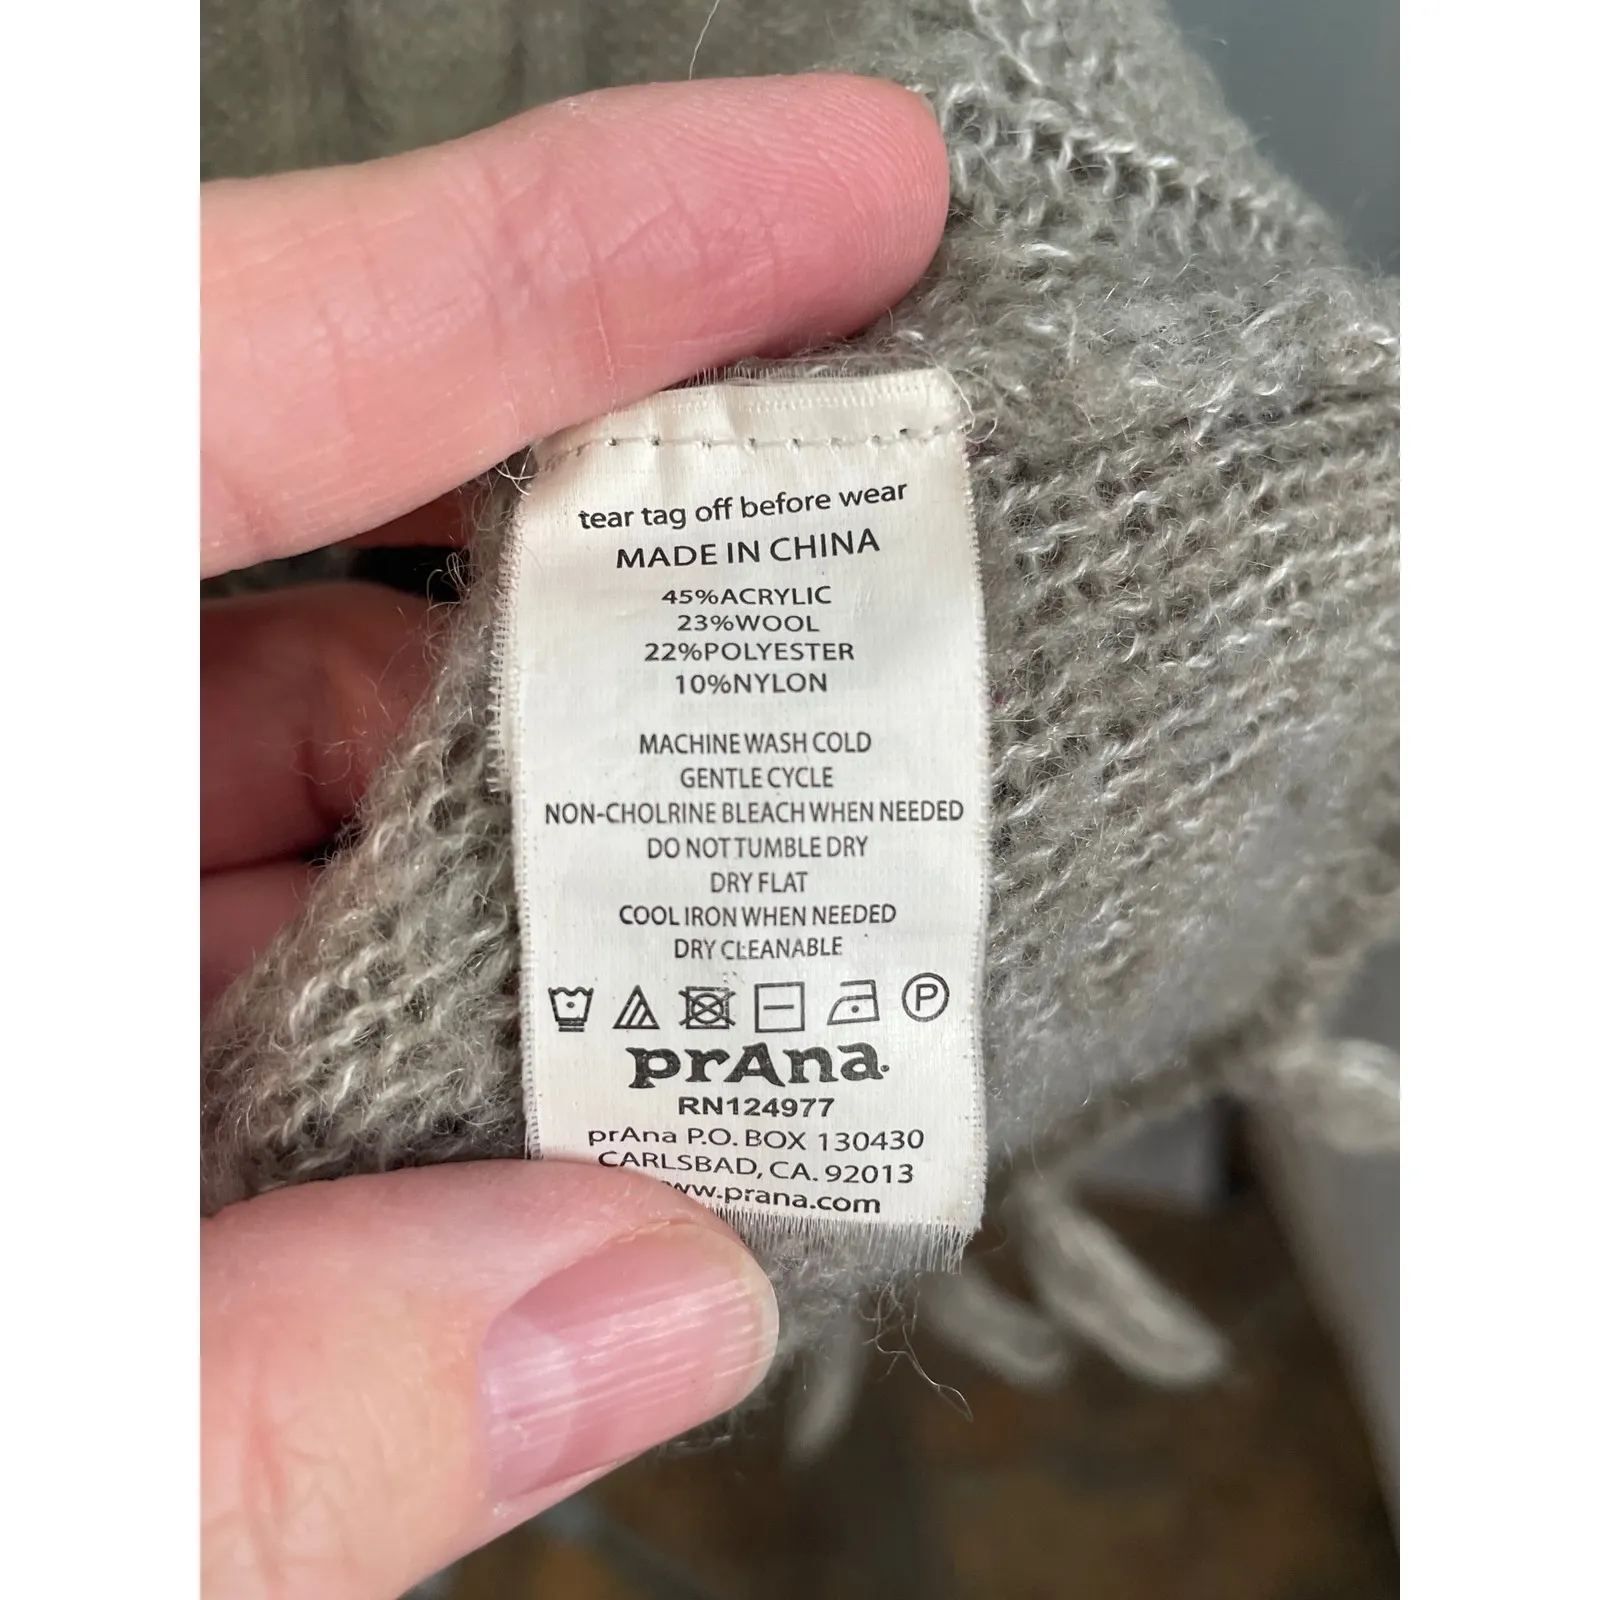 tear tag off before wear
MADE IN CHINA
45%ACRYLIC
23%WOOL
22%POLYESTER
10%NYLON
MACHINE WASH COLD
GENTLE CYCLE
NON-CHOLRINE BLEACH WHEN NEEDED
DO NOT TUMBLE DRY
DRY FLAT
COOL IRON WHEN NEEDED
DRY CLEANABLE
P
prAna
RN124977
prAna P.O. BOX 130430
CARLSBAD, CA. 92013
www.prana.com